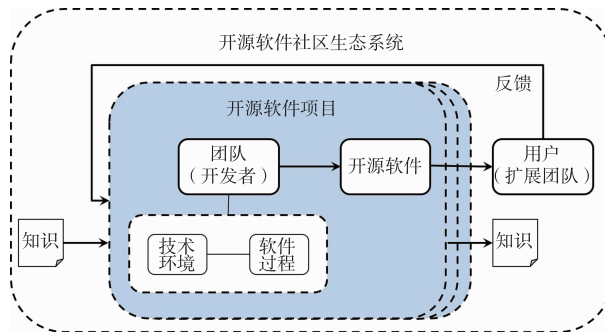 开源软件社区生态系统
反馈
开源软件项目
团队
(开发者)
开源软件
用户
(扩展团队)
知识
技术
环境
软件
过程
知识